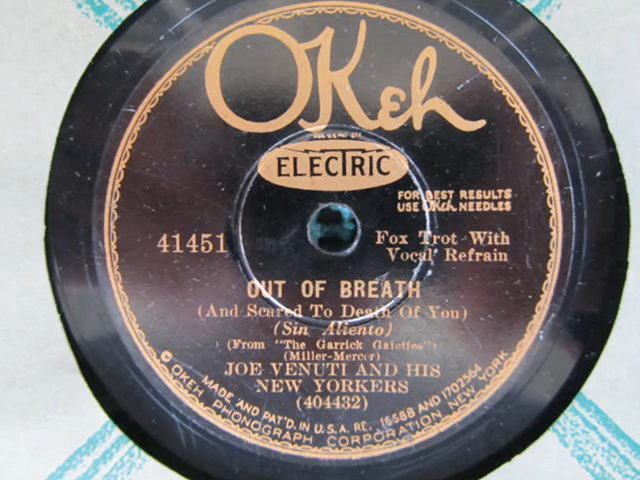 OKeh
ELECTRIC
FOR BEST RESULTS
USE OKeh NEEDLES
41451
Fox Trot With
Vocal Refrain
OUT OF BREATH
(And Scared To Death Of You)
(Sin Aliento)
(From "The Garrick Gaieties")
(Miller-Mercer)
JOE VENUTI AND HIS
NEW YORKERS
(404432)
MADE AND PAT'D. IN U.S.A. RE. 16588 AND 1702564
© OKEH PHONOGRAPH CORPORATION NEW YORK